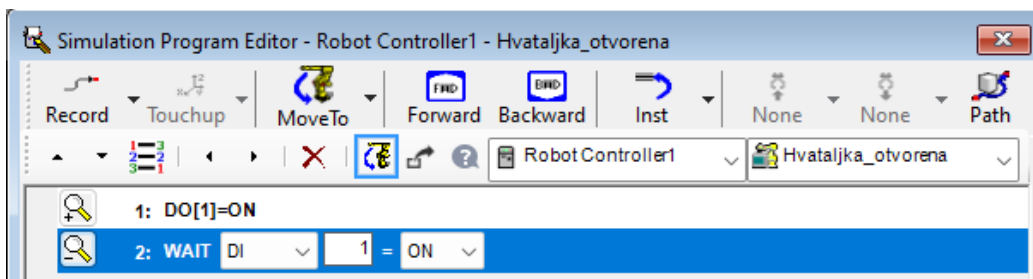 Simulation Program Editor - Robot Controller1 - Hvataljka_otvorena
FWD BWD
Record Touchup MoveTo Forward Backward Inst None None Path
Robot Controller1 Hvataljka_otvorena
1: DO[1]=ON
2: WAIT DI 1 = ON